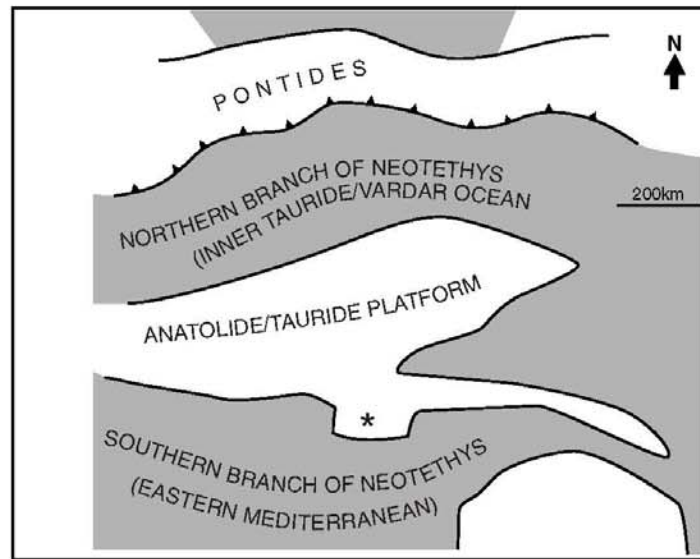 N
PONTIDES
200km
NORTHERN BRANCH OF NEOTETHYS
(INNER TAURIDE/VARDAR OCEAN
ANATOLIDE/TAURIDE PLATFORM
*
SOUTHERN BRANCH OF NEOTETHYS
(EASTERN MEDITERRANEAN)